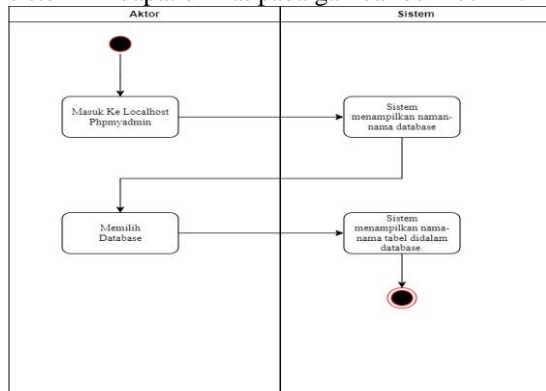 Aktor
Sistem
Masuk Ke Localhost
Phpmyadmin
Sistem
menampilkan naman-
nama database
Memilih
Database
Sistem
menampilkan nama-
nama tabel didalam
database.